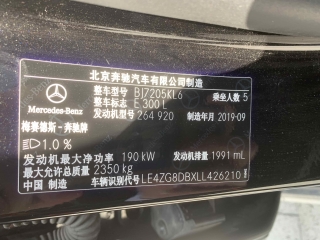 北京奔驰汽车有限公司制造
整车型号 BJ7205KL6 乘坐人数 5
整车标志 E 300 L
Mercedes-Benz 发动机型号 264 920 制造年月 2019-09
梅赛德斯-奔驰牌
1.0 %
发动机最大净功率 190 kW 发动机排量 1991 mL
最大允许总质量 2350 kg
中国 制造 车辆识别代号 LE4ZG8DBXLL426210